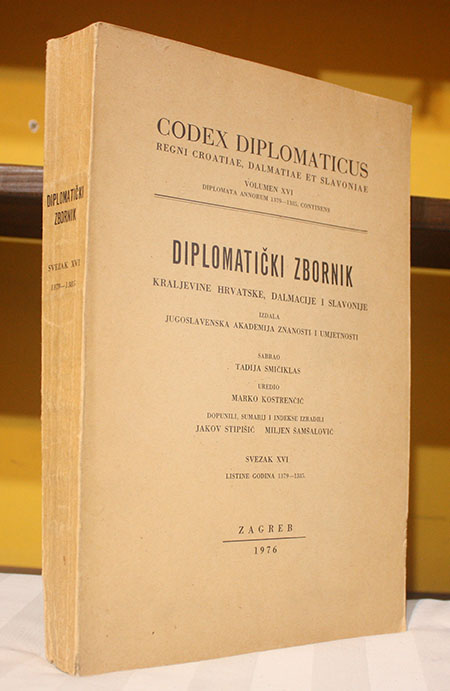 DIPLOMATIČKI
ZBORNIK
SVEZAK XVI
1379—1385
CODEX DIPLOMATICUS
REGNI CROATIAE, DALMATIAE ET SLAVONIAE
VOLUMEN XVI
DIPLOMATA ANNORUM 1379—1385, CONTINENS
DIPLOMATIČKI ZBORNIK
KRALJEVINE HRVATSKE, DALMACIJE I SLAVONIJE
IZDALA
JUGOSLAVENSKA AKADEMIJA ZNANOSTI I UMJETNOSTI
SABRAO
TADIJA SMIČIKLAS
UREDIO
MARKO KOSTRENČIĆ
DOPUNILI, SUMARIJ I INDEKSE IZRADILI
JAKOV STIPIŠIĆ MILJEN ŠAMŠALOVIĆ
SVEZAK XVI
LISTINE GODINA 1379—1385.
ZAGREB
1976